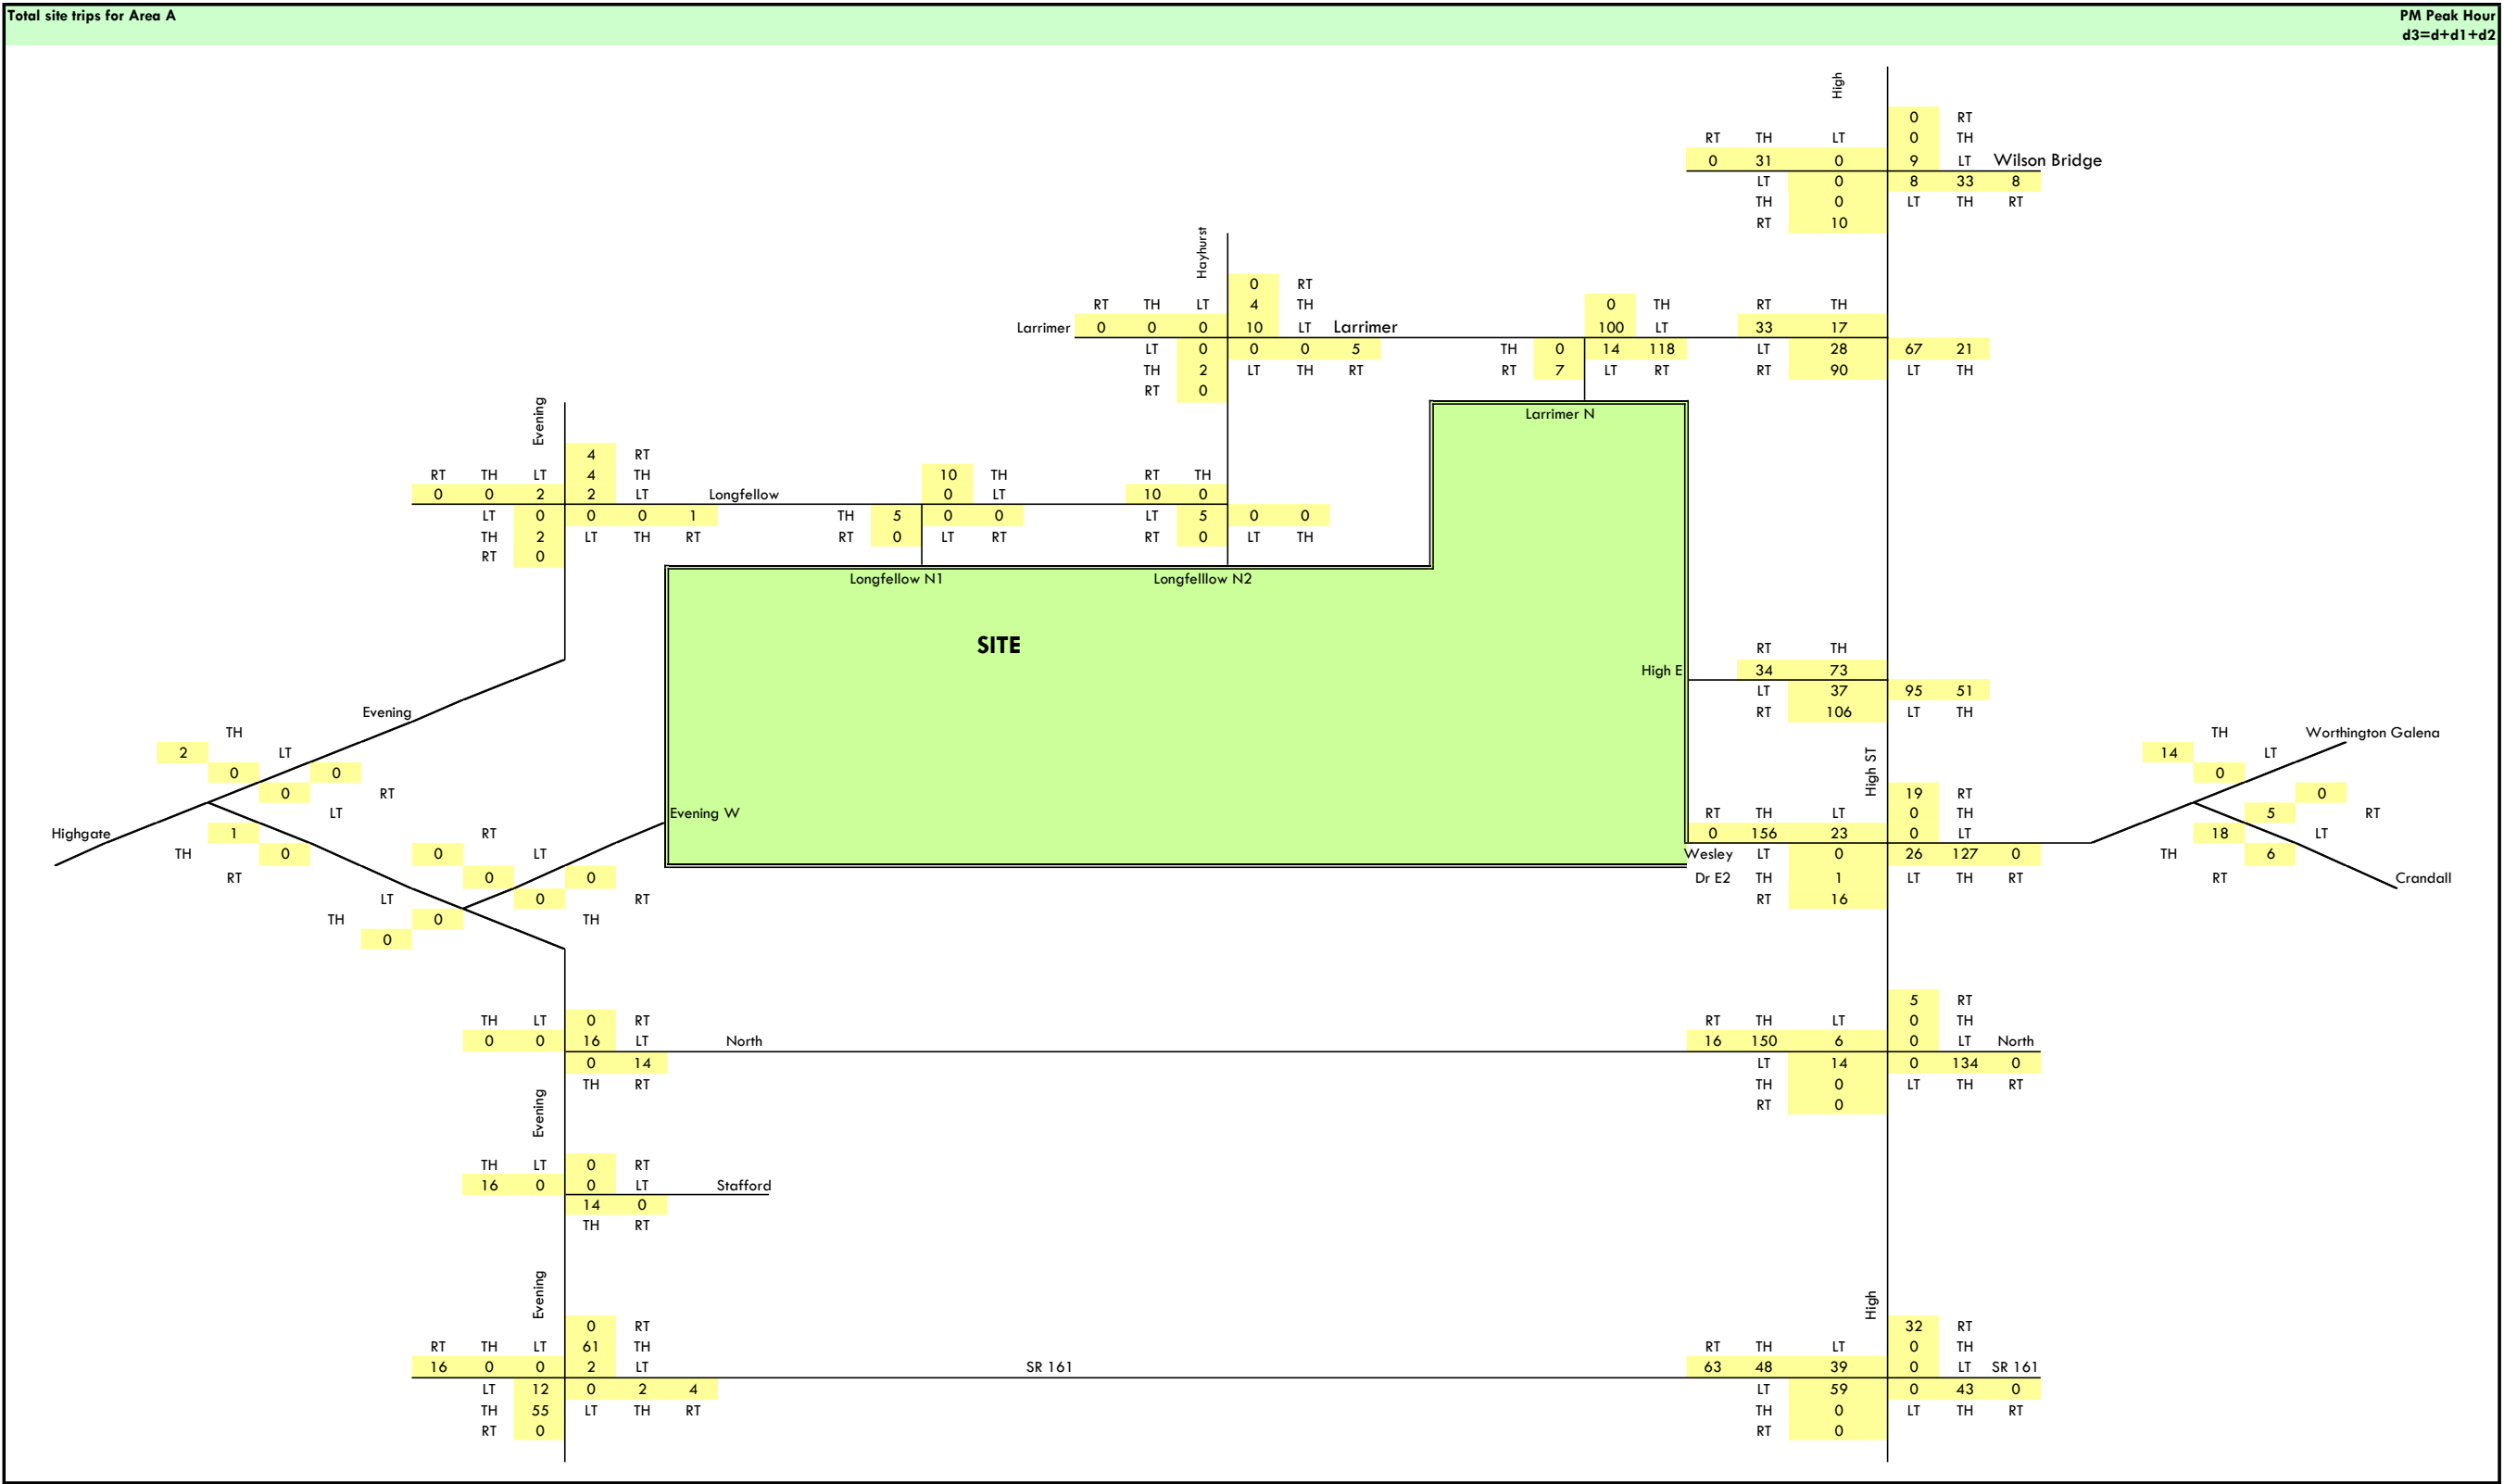 Total site trips for Area A PM Peak Hour
d3=d+d1+d2
High
0 RT
RT TH LT 0 TH
0 31 0 9 LT Wilson Bridge
LT 0 8 33 8
TH 0 LT TH RT
RT 10
Hayhurst
0 RT
RT TH LT 4 TH 0 TH RT TH
Larrimer 0 0 0 10 LT Larrimer 100 LT 33 17
LT 0 0 0 5 TH 0 14 118 LT 28 67 21
TH 2 LT TH RT RT 7 LT RT RT 90 LT TH
RT 0
Evening
Larrimer N
4 RT
RT TH LT 4 TH 10 TH RT TH
0 0 2 2 LT Longfellow 0 LT 10 0
LT 0 0 0 1 TH 5 0 0 LT 5 0 0
TH 2 LT TH RT RT 0 LT RT RT 0 LT TH
RT 0
Longfellow N1 Longfelllow N2
SITE
RT TH
High E 34 73
LT 37 95 51
RT 106 LT TH
Evening
TH TH Worthington Galena
2 LT 14 LT
0 0 0
High ST
0 RT 19 RT 0
LT Evening W RT TH LT 0 TH 5 RT
Highgate 1 RT 0 156 23 0 LT 18 LT
TH 0 0 LT Wesley LT 0 26 127 0 TH 6
RT 0 0 Dr E2 TH 1 LT TH RT RT Crandall
LT 0 RT RT 16
TH 0 TH
0
5 RT
TH LT 0 RT RT TH LT 0 TH
0 0 16 LT North 16 150 6 0 LT North
0 14 LT 14 0 134 0
TH RT TH 0 LT TH RT
RT 0
Evening
TH LT 0 RT
16 0 0 LT Stafford
14 0
TH RT
Evening High
0 RT 32 RT
RT TH LT 61 TH RT TH LT 0 TH
16 0 0 2 LT SR 161 63 48 39 0 LT SR 161
LT 12 0 2 4 LT 59 0 43 0
TH 55 LT TH RT TH 0 LT TH RT
RT 0 RT 0